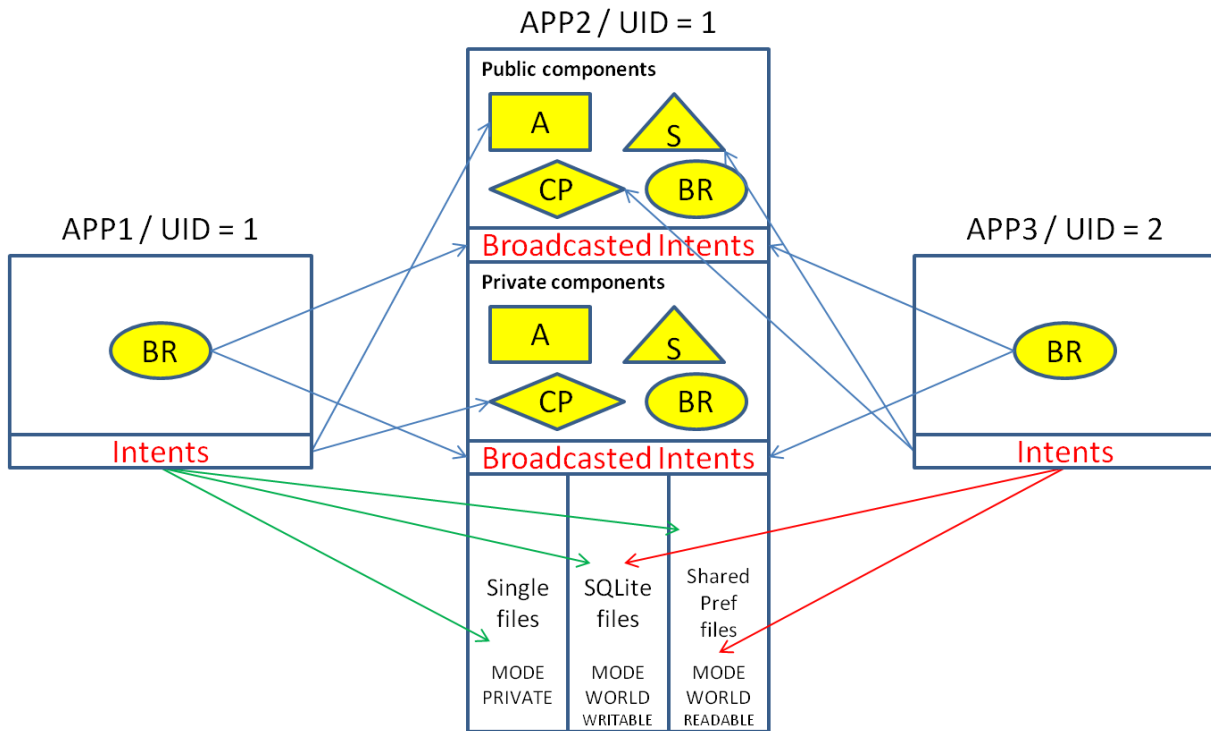 APP2 / UID = 1
Public components
A
S
CP
BR
APP1 / UID = 1
APP3 / UID = 2
Broadcasted Intents
Private components
A
S
BR
BR
CP
BR
Intents
Broadcasted Intents
Intents
Single
files
MODE
PRIVATE
SQLite
files
MODE
WORLD
WRITABLE
Shared
Pref
files
MODE
WORLD
READABLE